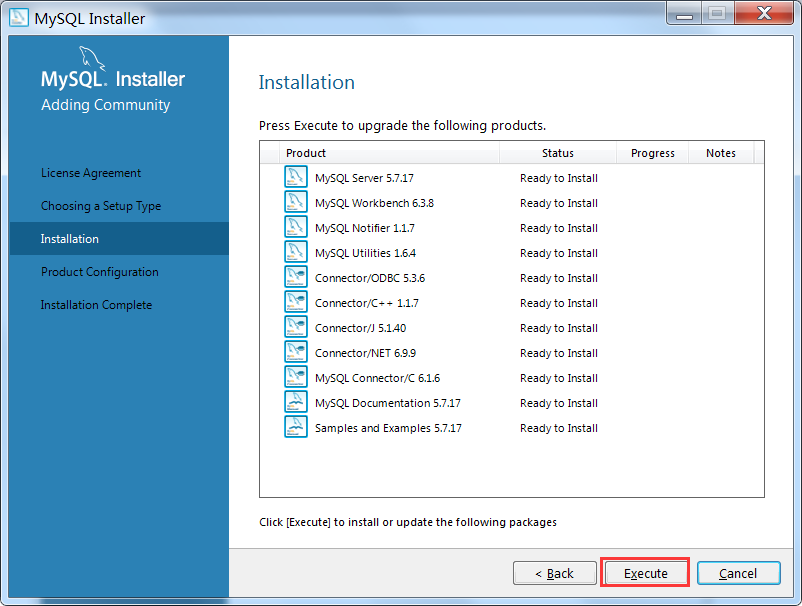 MySQL Installer
MySQL. Installer
Adding Community
License Agreement
Choosing a Setup Type
Installation
Product Configuration
Installation Complete
Installation
Press Execute to upgrade the following products.
Product Status Progress Notes
MySQL Server 5.7.17 Ready to Install
MySQL Workbench 6.3.8 Ready to Install
MySQL Notifier 1.1.7 Ready to Install
MySQL Utilities 1.6.4 Ready to Install
Connector/ODBC 5.3.6 Ready to Install
Connector/C++ 1.1.7 Ready to Install
Connector/J 5.1.40 Ready to Install
Connector/NET 6.9.9 Ready to Install
MySQL Connector/C 6.1.6 Ready to Install
MySQL Documentation 5.7.17 Ready to Install
Samples and Examples 5.7.17 Ready to Install
Click [Execute] to install or update the following packages
< Back Execute Cancel